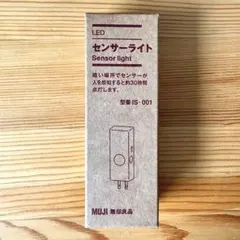 LED
センサーライト
Sensor light
暗い場所でセンサーが
人を感知すると約30秒間
点灯します。
型番IS-001
MUJI 無印良品